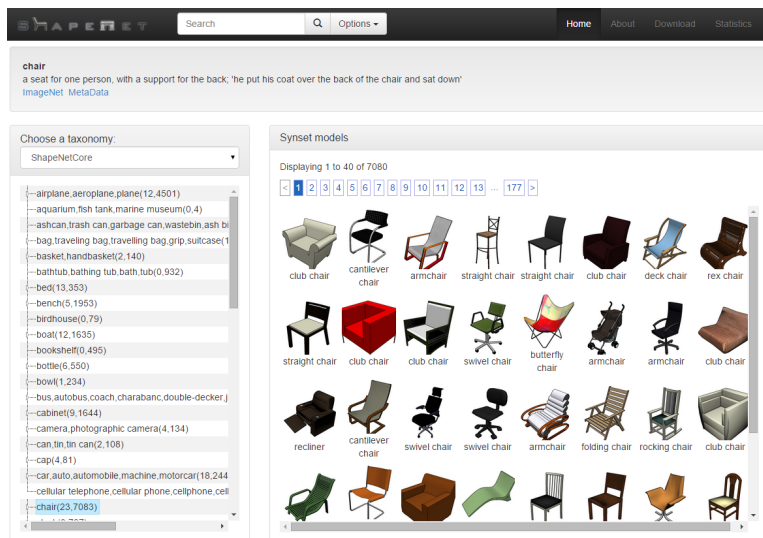 SHAPENET
Search
Options
Home About Download Statistics
chair
a seat for one person, with a support for the back; 'he put his coat over the back of the chair and sat down'
ImageNet MetaData
Choose a taxonomy:
ShapeNetCore
airplane,aeroplane,plane(12,4501)
aquarium,fish tank,marine museum(0,4)
ashcan,trash can,garbage can,wastebin,ash bi
bag,traveling bag,travelling bag,grip,suitcase(1
basket,handbasket(2,140)
bathtub,bathing tub,bath,tub(0,932)
bed(13,353)
bench(5,1953)
birdhouse(0,79)
boat(12,1635)
bookshelf(0,495)
bottle(6,550)
bowl(1,234)
bus,autobus,coach,charabanc,double-decker,j
cabinet(9,1644)
camera,photographic camera(4,134)
can,tin,tin can(2,108)
cap(4,81)
car,auto,automobile,machine,motorcar(18,244
cellular telephone,cellular phone,cellphone,cell
chair(23,7083)
Synset models
Displaying 1 to 40 of 7080
< 1 2 3 4 5 6 7 8 9 10 11 12 13 ... 177 >
club chair
cantilever
chair
armchair
straight chair
straight chair
club chair
deck chair
rex chair
straight chair
club chair
club chair
swivel chair
butterfly
chair
armchair
armchair
club chair
recliner
cantilever
chair
swivel chair
swivel chair
armchair
folding chair
rocking chair
club chair